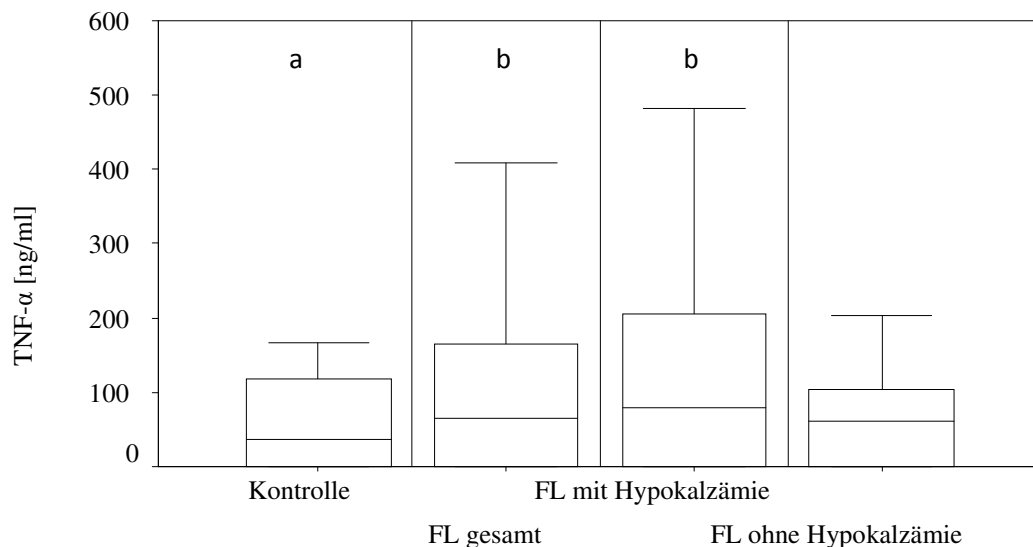 600
500
400
300
200
100
0
TNF-α [ng/ml]
a
b
b
Kontrolle
FL mit Hypokalzämie
FL gesamt
FL ohne Hypokalzämie